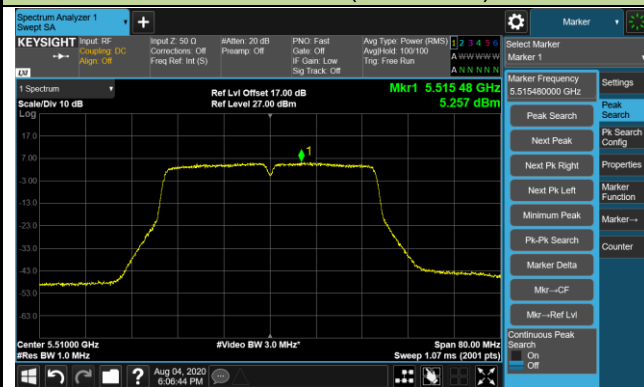 Spectrum Analyzer 1
Swept SA
Marker
KEYSIGHT Input: RF
Coupling: DC
Align: Off
Input Z: 50 Ω
Corrections: Off
Freq Ref: Int (S)
#Atten: 20 dB
Preamp: Off
PNO: Fast
Gate: Off
IF Gain: Low
Sig Track: Off
Avg Type: Power (RMS)
Avg|Hold: 100/100
Trig: Free Run
1 2 3 4 5 6
A W W W W W
A N N N N N
LXI
Select Marker
Marker 1
Marker Frequency
5.515480000 GHz
Settings
Peak Search
Peak
Search
Next Peak
Pk Search
Config
Next Pk Right
Properties
Next Pk Left
Marker
Function
Minimum Peak
Marker→
Pk-Pk Search
Counter
Marker Delta
Mkr→CF
Mkr→Ref Lvl
Continuous Peak
Search
On
Off
1 Spectrum
Scale/Div 10 dB
Log
Ref Lvl Offset 17.00 dB
Ref Level 27.00 dBm
Mkr1 5.515 48 GHz
5.257 dBm
1
17.0
7.00
-3.00
-13.0
-23.0
-33.0
-43.0
-53.0
-63.0
Center 5.51000 GHz
#Res BW 1.0 MHz
#Video BW 3.0 MHz*
Span 80.00 MHz
Sweep 1.07 ms (2001 pts)
?
Aug 04, 2020
6:06:44 PM